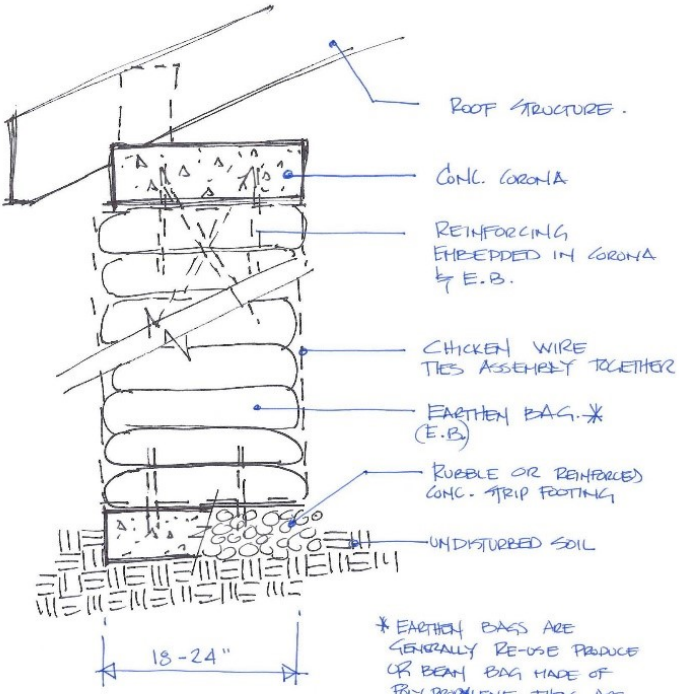 ROOF STRUCTURE.
CONC. CORONA
REINFORCING
EMBEDDED IN CORONA
& E.B.
CHICKEN WIRE
TIES ASSEMBLY TOGETHER
EARTHEN BAG.*
(E.B)
RUBBLE OR REINFORCED
CONC. STRIP FOOTING
UNDISTURBED SOIL
18-24"
* EARTHEN BAGS ARE
GENERALLY RE-USE PRODUCE
OR BEAN BAG MADE OF